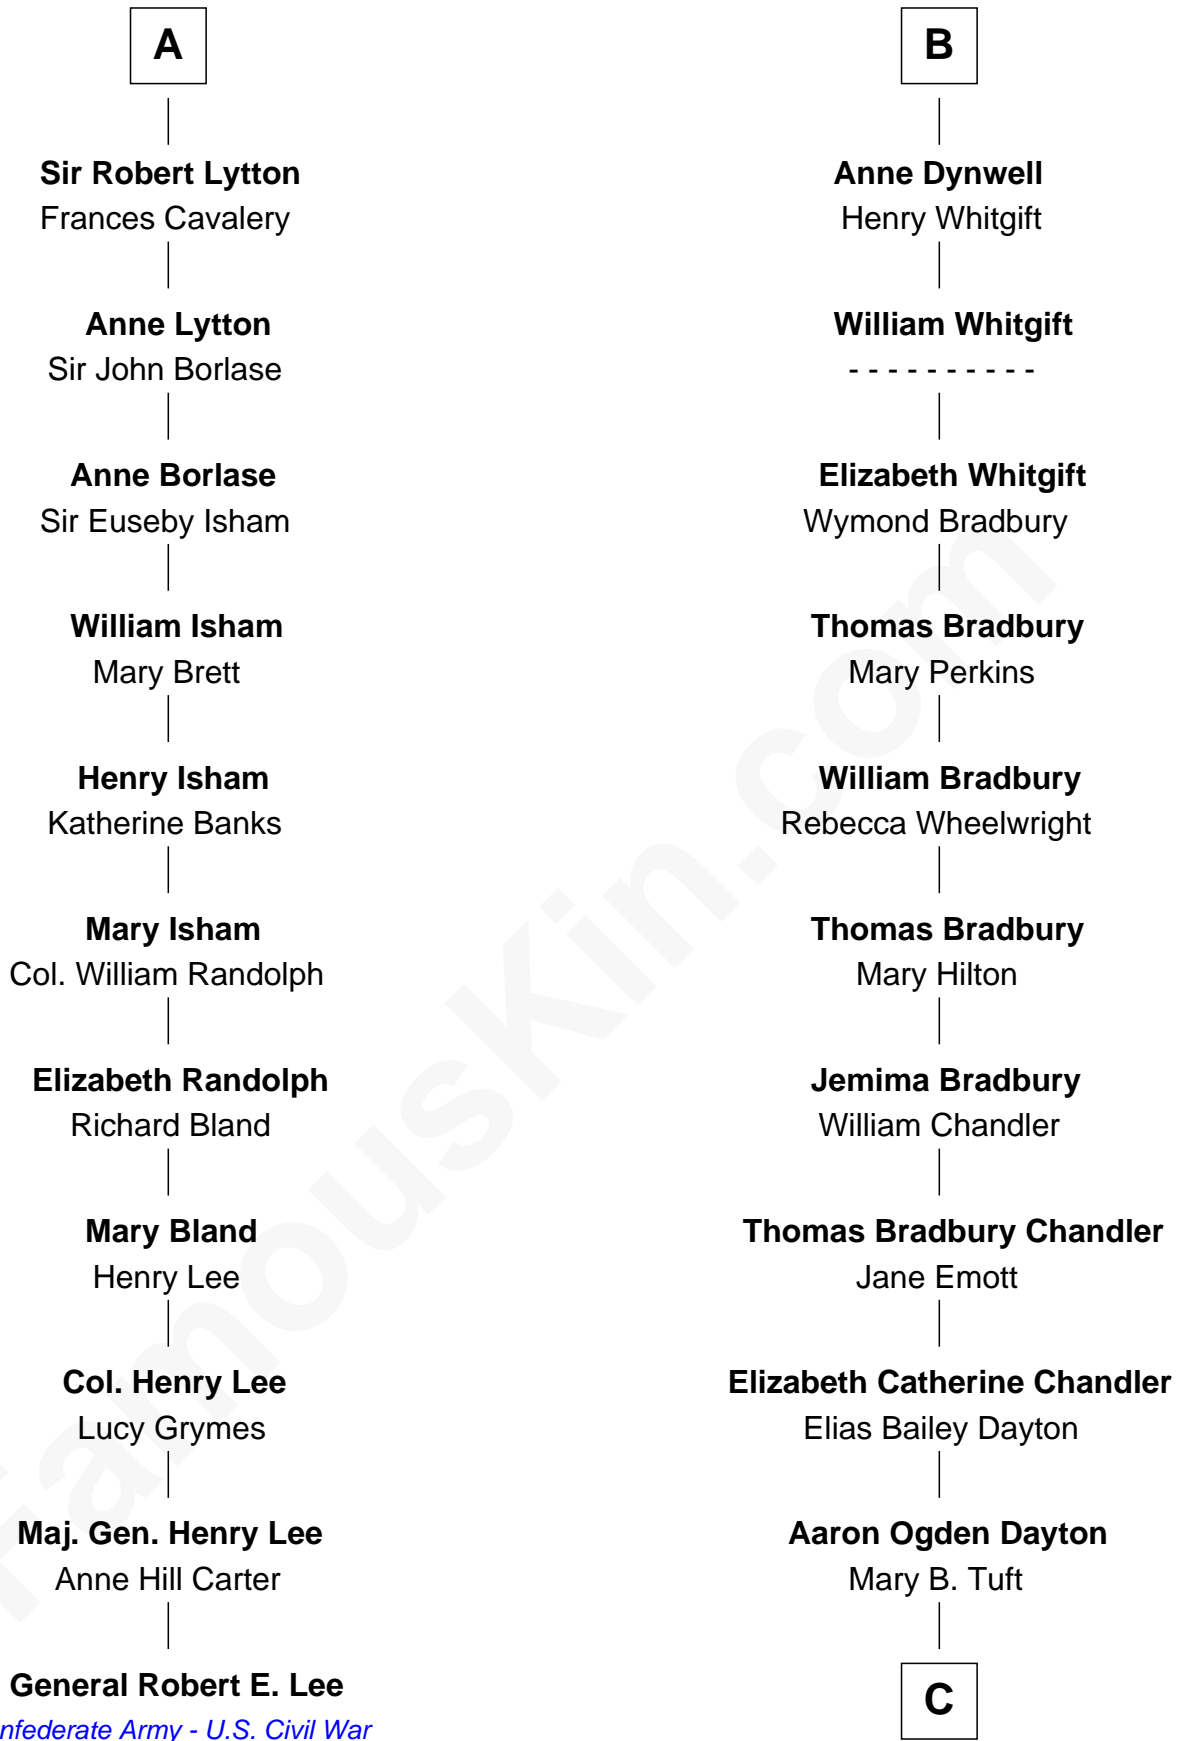 A
Sir Robert Lytton
Frances Cavalery
Anne Lytton
Sir John Borlase
Anne Borlase
Sir Euseby Isham
William Isham
Mary Brett
Henry Isham
Katherine Banks
Mary Isham
Col. William Randolph
Elizabeth Randolph
Richard Bland
Mary Bland
Henry Lee
Col. Henry Lee
Lucy Grymes
Maj. Gen. Henry Lee
Anne Hill Carter
General Robert E. Lee
nfederate Army - U.S. Civil War
B
Anne Dynwell
Henry Whitgift
William Whitgift
- - - - - - - - - -
Elizabeth Whitgift
Wymond Bradbury
Thomas Bradbury
Mary Perkins
William Bradbury
Rebecca Wheelwright
Thomas Bradbury
Mary Hilton
Jemima Bradbury
William Chandler
Thomas Bradbury Chandler
Jane Emott
Elizabeth Catherine Chandler
Elias Bailey Dayton
Aaron Ogden Dayton
Mary B. Tuft
C
FamousKin.com